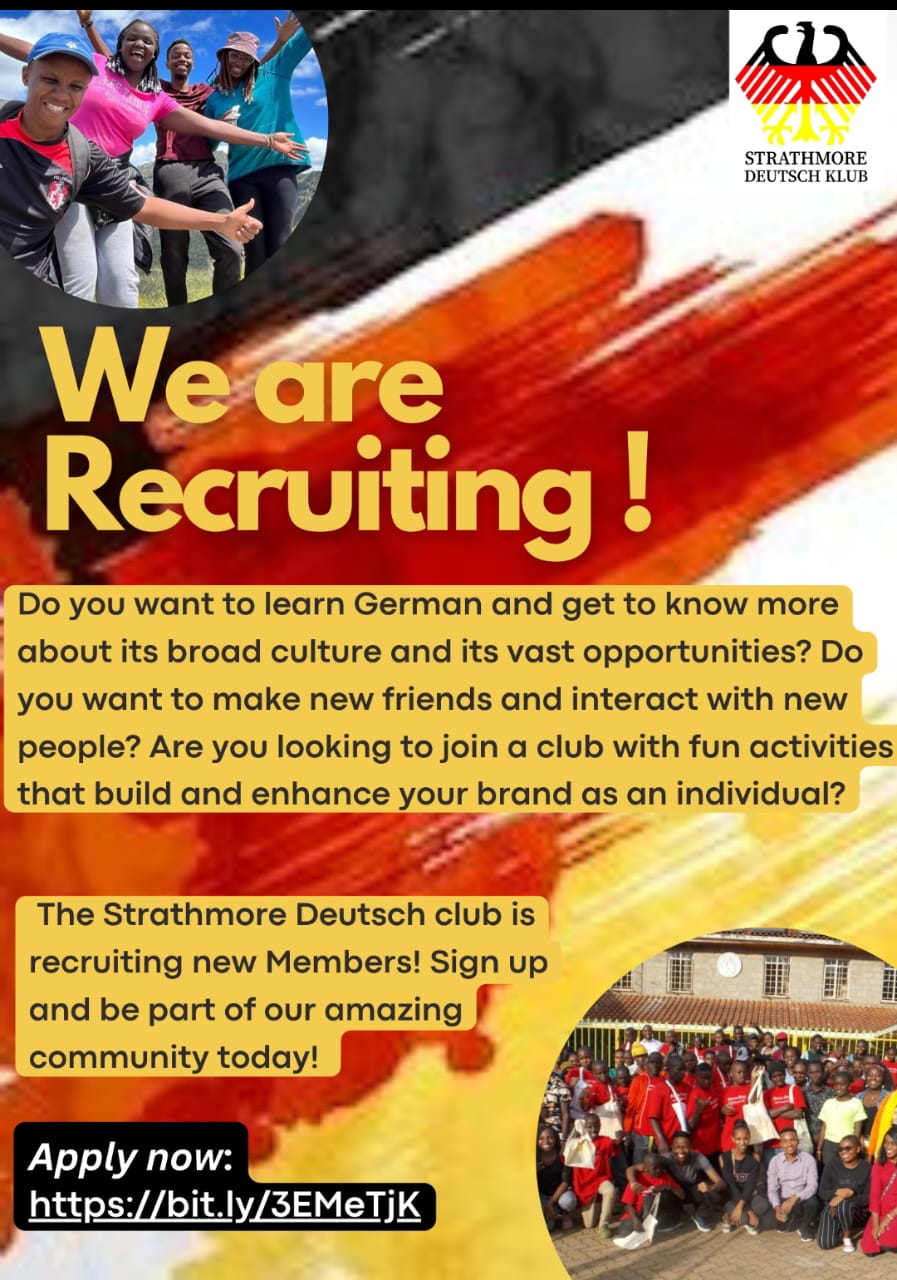 STRATHMORE
DEUTSCH KLUB
We are
Recruiting !
Do you want to learn German and get to know more
about its broad culture and its vast opportunities? Do
you want to make new friends and interact with new
people? Are you looking to join a club with fun activities
that build and enhance your brand as an individual?
The Strathmore Deutsch club is
recruiting new Members! Sign up
and be part of our amazing
community today!
Apply now:
https://bit.ly/3EMeTjK